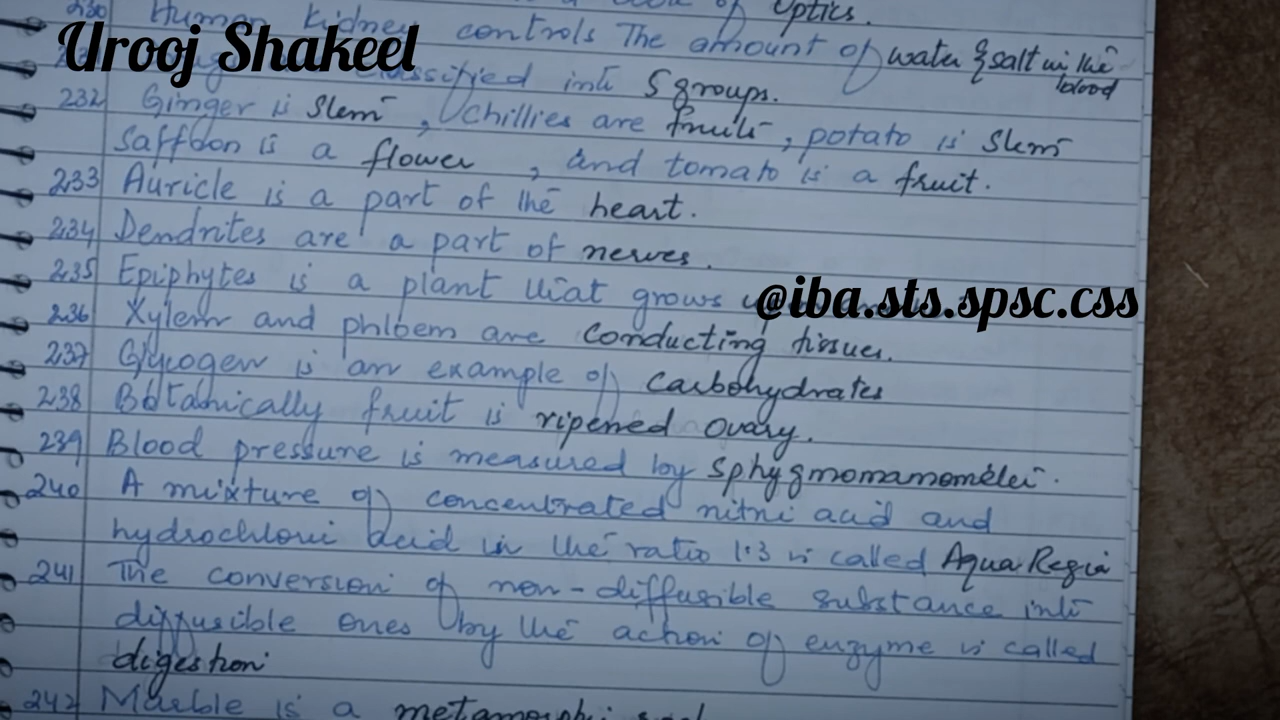 of Optics.
230 Human kidney controls The amount of water & salt in the
blood
Urooj Shakeel
classified into 5 groups.
232 Ginger is Stem, Chillies are fruits, potato is Stem
Saffron is a flower, and tomato is a fruit.
233 Auricle is a part of the heart.
234 Dendrites are a part of nerves.
235 Epiphytes is a plant that grows
@iba.sts.spsc.css
236 Xylem and phloem are conducting tissues.
237 Glycogen is an example of Carbohydrates
238 Botanically fruit is ripened ovary.
239 Blood pressure is measured by Sphygmomamometer.
240 A mixture of concentrated nitric acid and
hydrochloric acid in the ratio 1:3 is called Aqua Regia
241 The conversion of non-diffusible substance into
diffusible ones by the action of enzyme is called
digestion
242 Marble is a